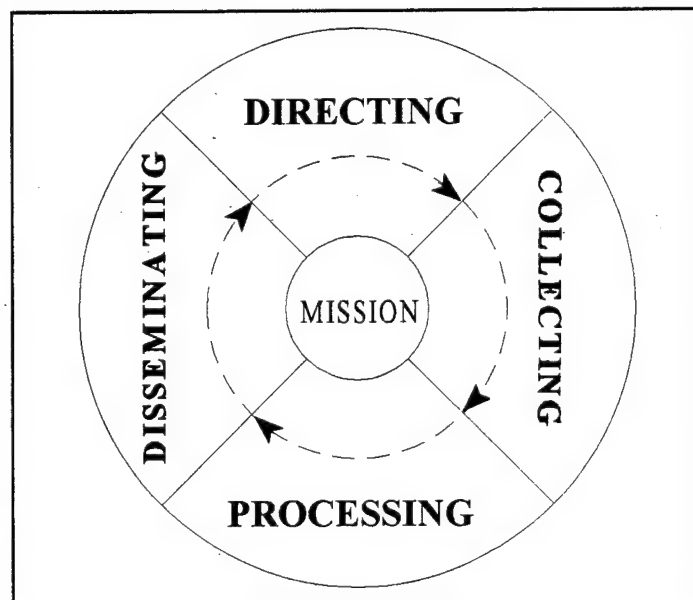 DIRECTING
COLLECTING
MISSION
PROCESSING
DISSEMINATING